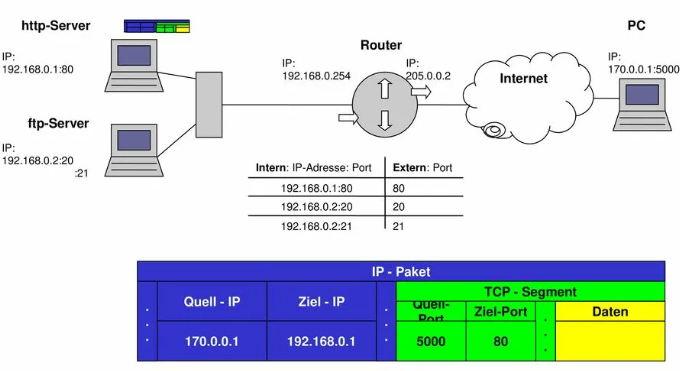 http-Server
IP:
192.168.0.1:80
ftp-Server
IP:
192.168.0.2:20
:21
Router
IP:
192.168.0.254
IP:
205.0.0.2
Internet
PC
IP:
170.0.0.1:5000
Intern: IP-Adresse: Port Extern: Port
192.168.0.1:80 80
192.168.0.2:20 20
192.168.0.2:21 21
IP - Paket
TCP - Segment
Quell - IP Ziel - IP Quell-Port Ziel-Port Daten
170.0.0.1 192.168.0.1 5000 80